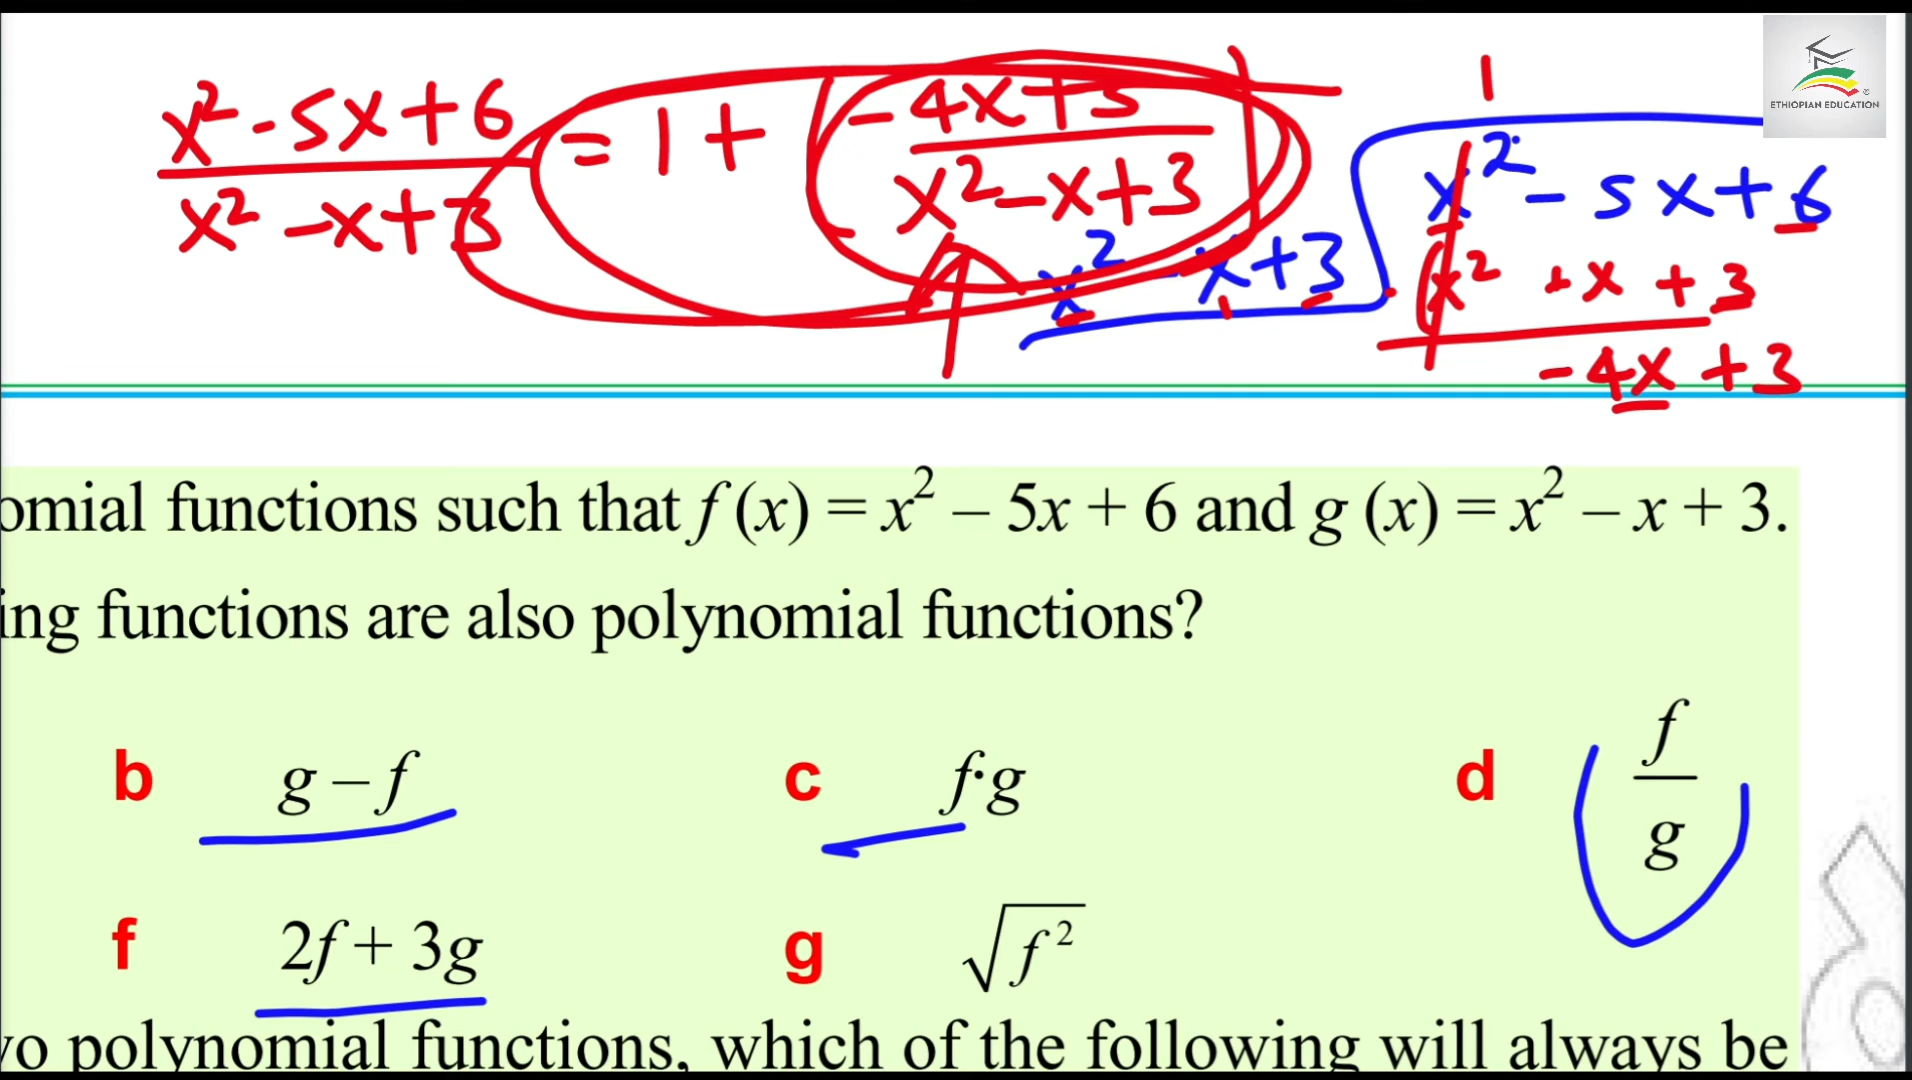 x² - 5x + 6 / x² - x + 3 = 1 + (-4x + 3 / x² - x + 3)
1
x² - x + 3
x² - 5x + 6
x² + x + 3
-4x + 3
ETHIOPIAN EDUCATION
omial functions such that f (x) = x² – 5x + 6 and g (x) = x² – x + 3.
ing functions are also polynomial functions?
b g – f c f·g d f/g
f 2f + 3g g √f²
vo polynomial functions, which of the following will always be